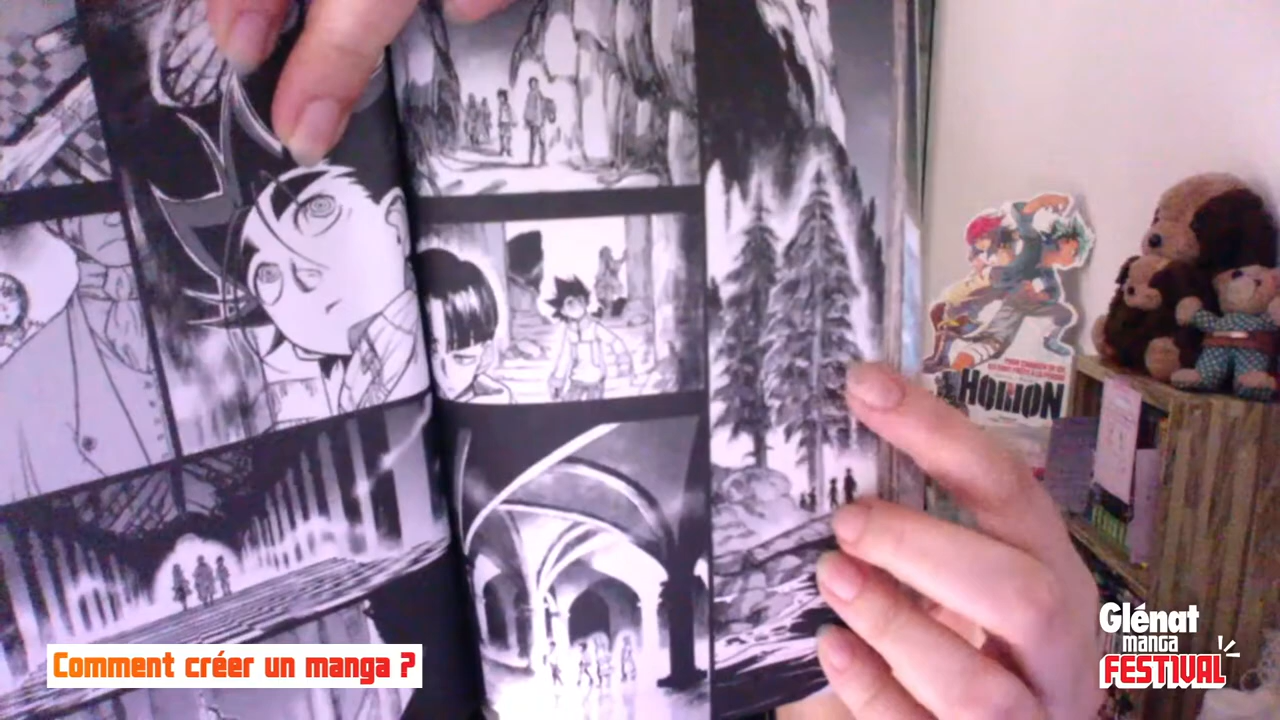 HORION
Comment créer un manga ?
Glénat
manga
FESTIVAL